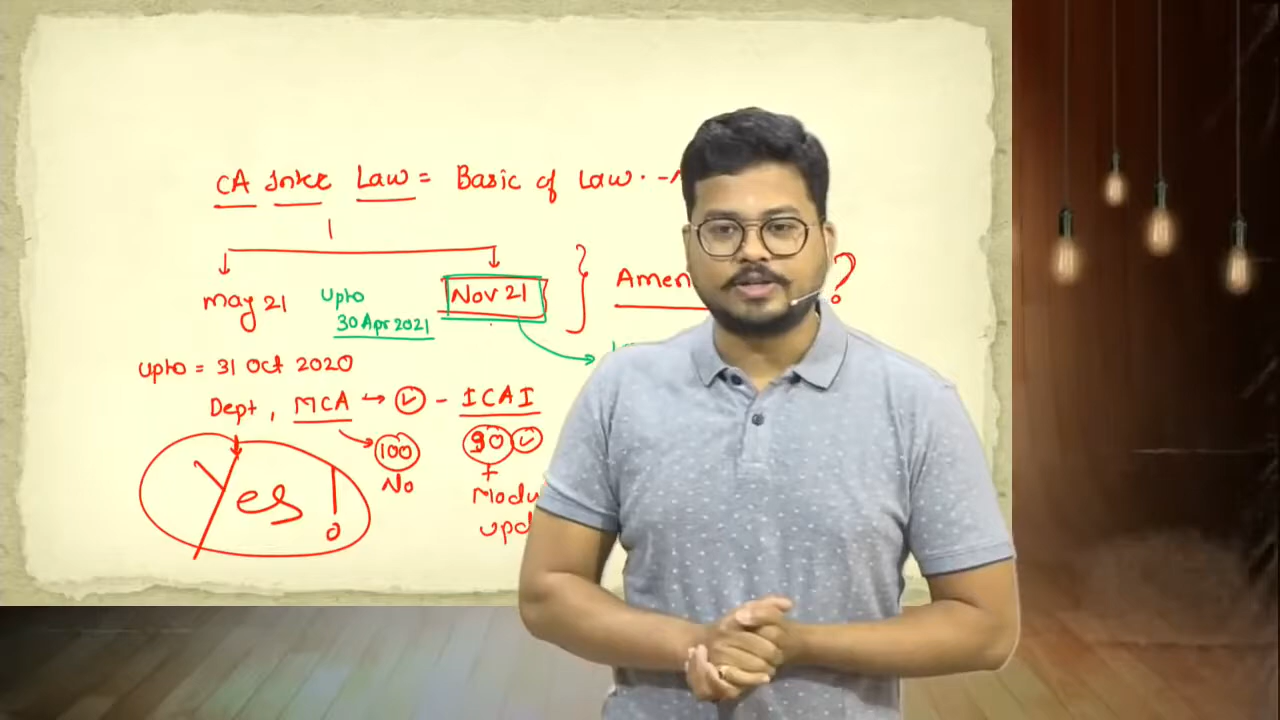 CA Inter Law = Basic of Law.
May 21
Upto
30 Apr 2021
Nov 21
?
Upto = 31 Oct 2020
Dept, MCA → - ICAI
100
No
90
+
Yes!